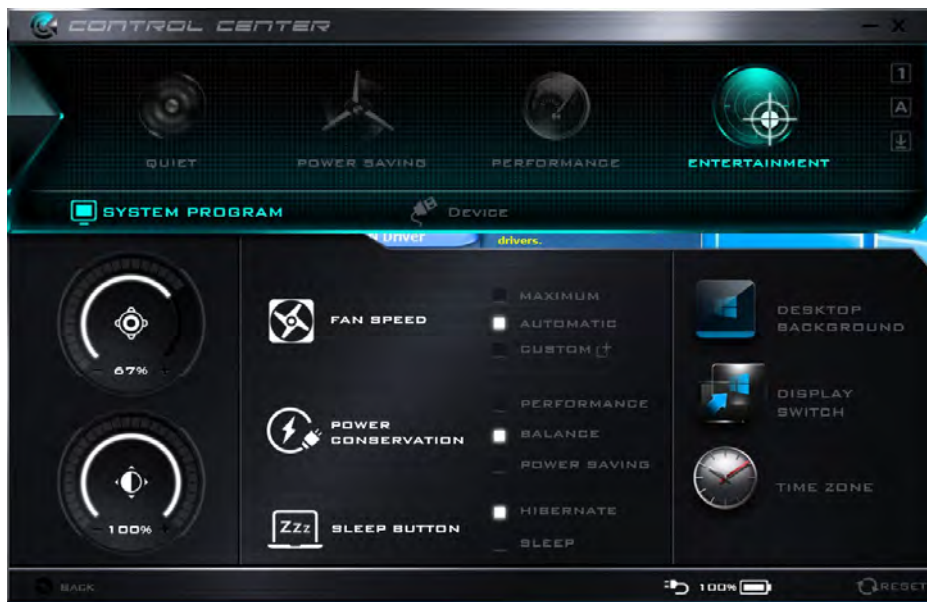 CONTROL CENTER
1
A
QUIET
POWER SAVING
PERFORMANCE
ENTERTAINMENT
SYSTEM PROGRAM
DEVICE
N Driver
drivers.
67%
100%
FAN SPEED
MAXIMUM
AUTOMATIC
CUSTOM
POWER
CONSERVATION
PERFORMANCE
BALANCE
POWER SAVING
Zzz
SLEEP BUTTON
HIBERNATE
SLEEP
DESKTOP
BACKGROUND
DISPLAY
SWITCH
TIME ZONE
BACK
100%
RESET